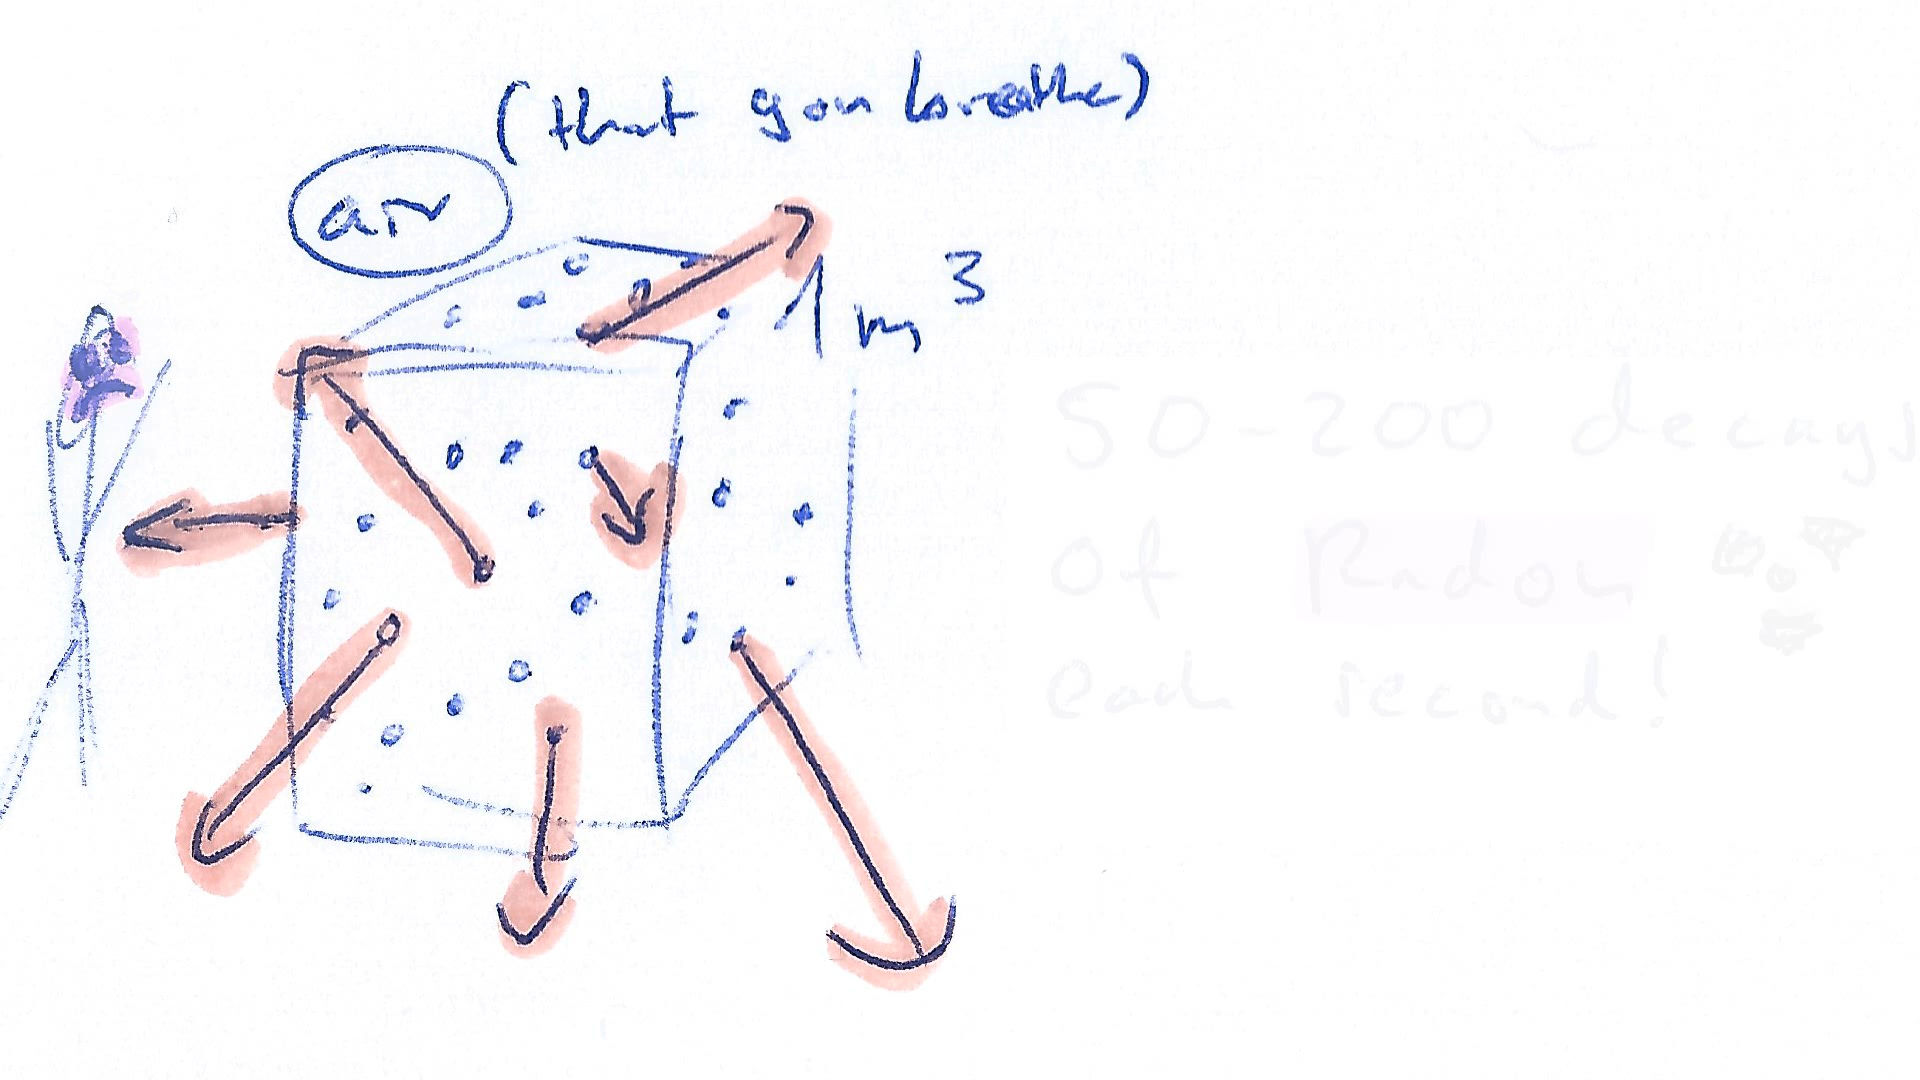 (that you breathe)
air
1 m³
50-200 decays
of Radon
each second!